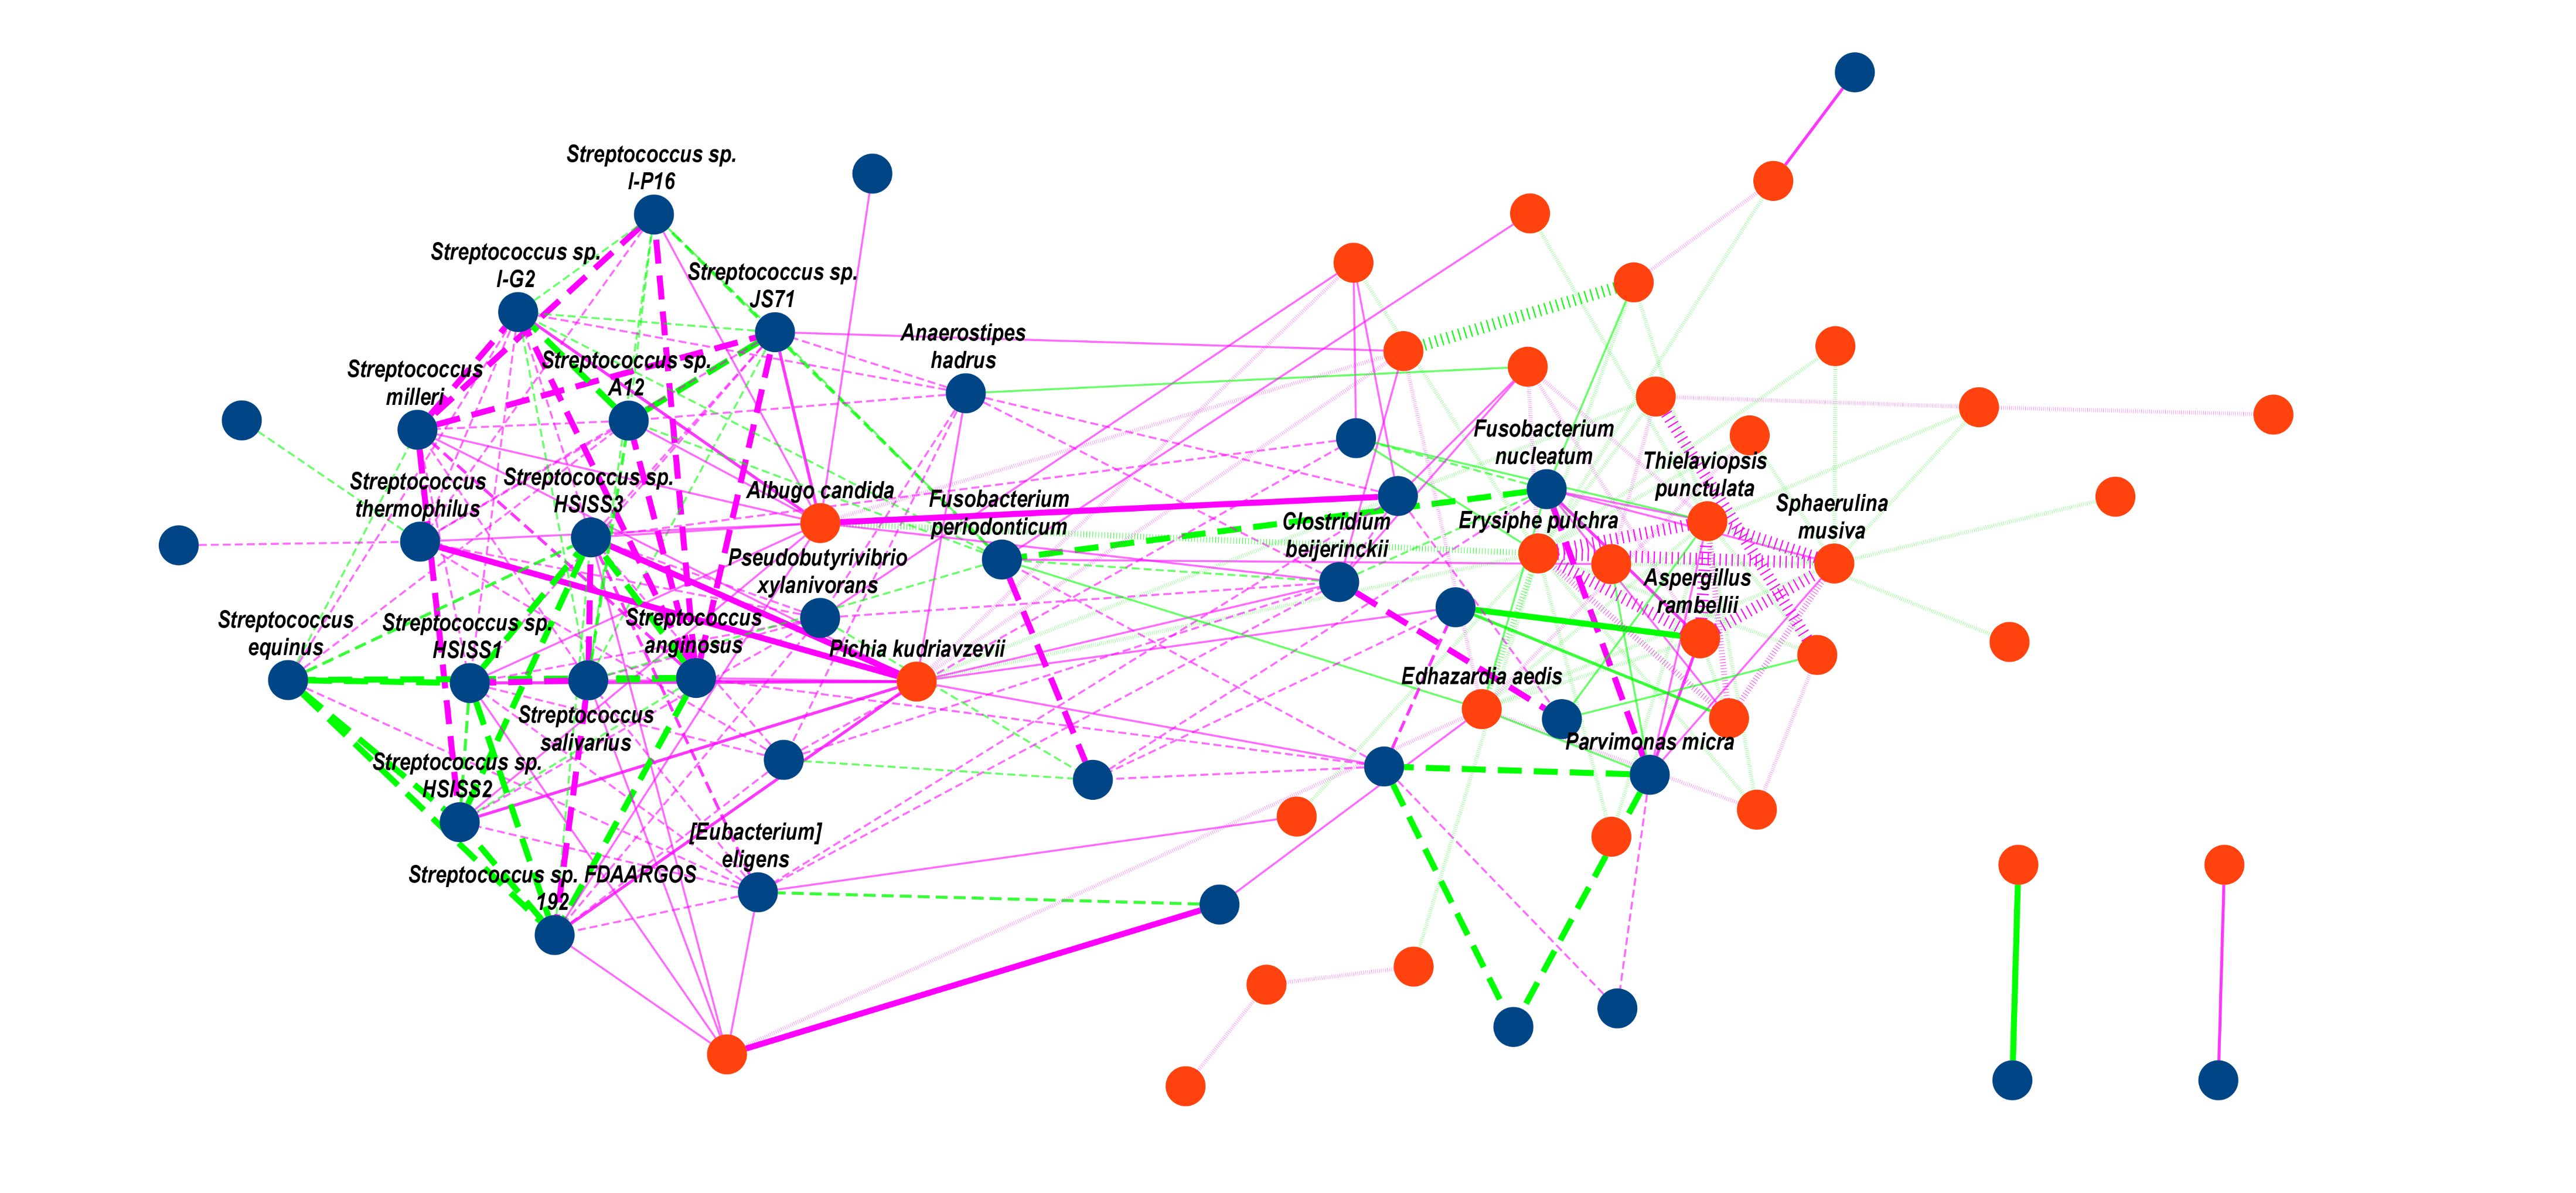 Streptococcus sp.
I-P16
Streptococcus sp.
I-G2
Streptococcus sp.
JS71
Anaerostipes
hadrus
Streptococcus
milleri
Streptococcus sp.
A12
Fusobacterium
nucleatum
Thielaviopsis
punctulata
Streptococcus
thermophilus
Streptococcus sp.
HSISS3
Albugo candida
Fusobacterium
periodonticum
Clostridium
beijerinckii
Erysiphe pulchra
Sphaerulina
musiva
Pseudobutyrivibrio
xylanivorans
Aspergillus
rambellii
Streptococcus
equinus
Streptococcus sp.
HSISS1
Streptococcus
anginosus
Pichia kudriavzevii
Edhazardia aedis
Streptococcus
salivarius
Parvimonas micra
Streptococcus sp.
HSISS2
[Eubacterium]
eligens
Streptococcus sp. FDAARGOS
192